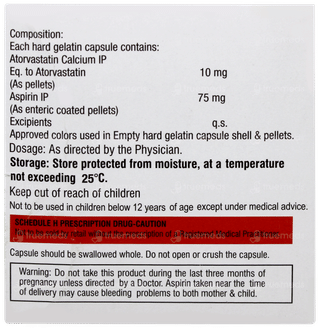 Composition:
Each hard gelatin capsule contains:
Atorvastatin Calcium IP
Eq. to Atorvastatin 10 mg
(As pellets)
Aspirin IP 75 mg
(As enteric coated pellets)
Excipients q.s.
Approved colors used in Empty hard gelatin capsule shell & pellets.
Dosage: As directed by the Physician.
Storage: Store protected from moisture, at a temperature
not exceeding 25°C.
Keep out of reach of children
Not to be used in children below 12 years of age except under medical advice.
SCHEDULE H PRESCRIPTION DRUG-CAUTION
Capsule should be swallowed whole. Do not open or crush the capsule.
Warning: Do not take this product during the last three months of
pregnancy unless directed by a Doctor. Aspirin taken near the time
of delivery may cause bleeding problems to both mother & child.